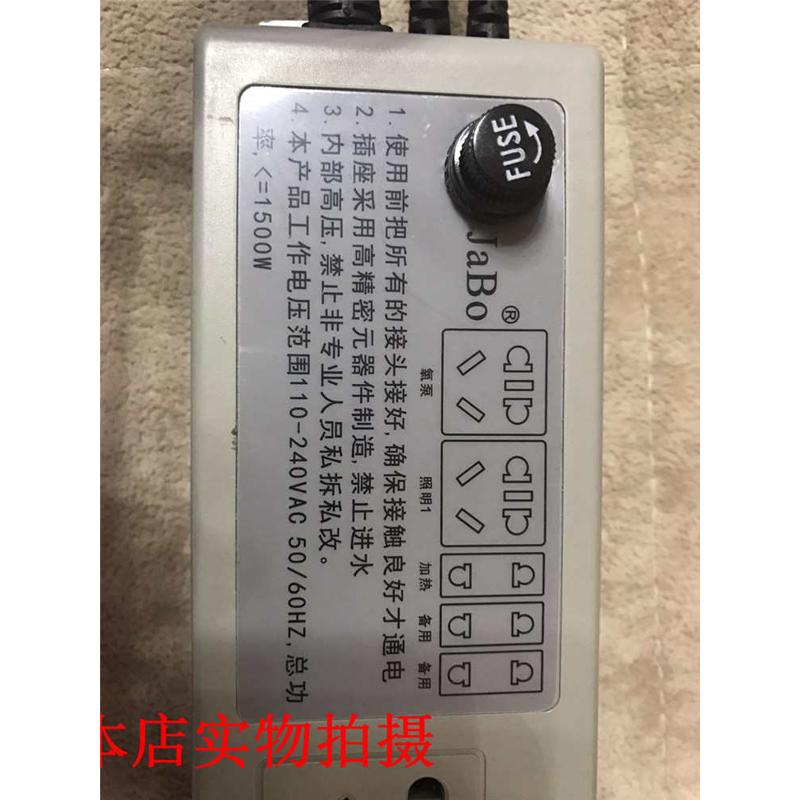 FUSE
JaBo®
氧泵
照明1
加热
备用
备用
1. 使用前把所有的接头接好,确保接触良好才通电
2. 插座采用高精密元器件制造,禁止进水
3. 内部高压,禁止非专业人员私拆私改。
4. 本产品工作电压范围110-240VAC 50/60HZ,总功
率,<=1500W
本店实物拍摄